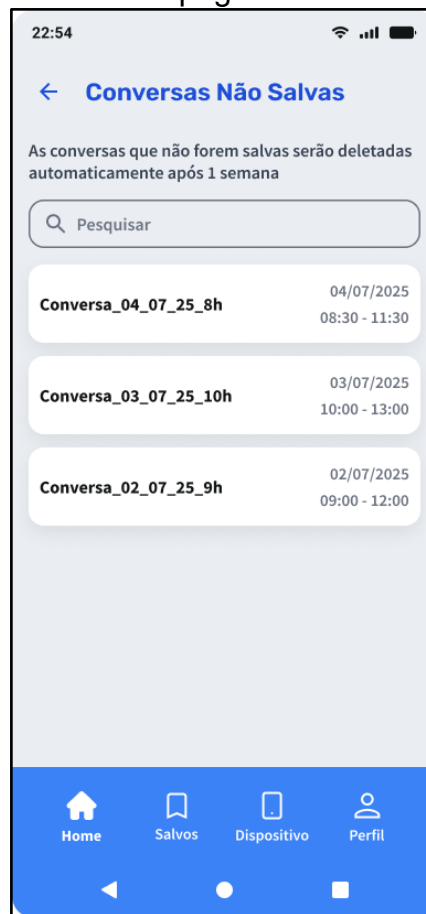 22:54
Conversas Não Salvas
As conversas que não forem salvas serão deletadas
automaticamente após 1 semana
Pesquisar
Conversa_04_07_25_8h
04/07/2025
08:30 - 11:30
Conversa_03_07_25_10h
03/07/2025
10:00 - 13:00
Conversa_02_07_25_9h
02/07/2025
09:00 - 12:00
Home Salvos Dispositivo Perfil